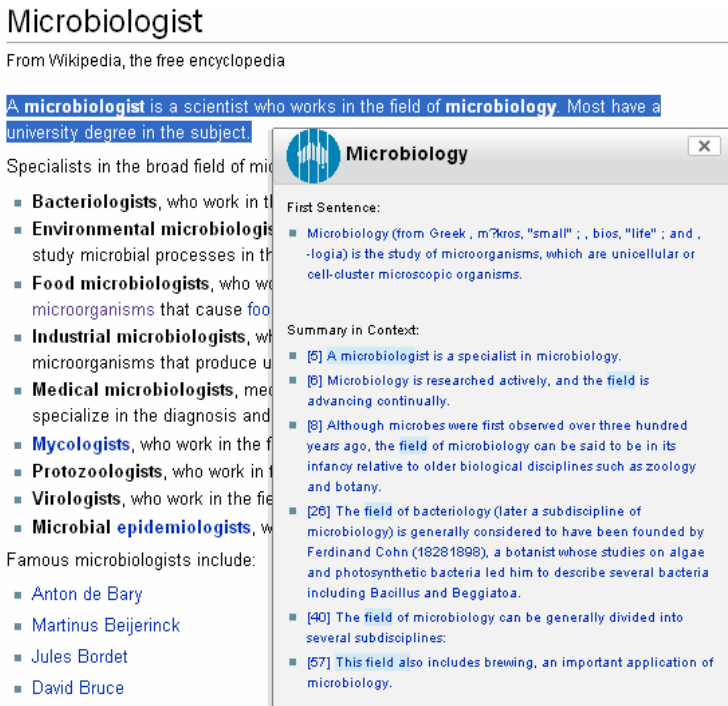 Microbiologist
From Wikipedia, the free encyclopedia
A microbiologist is a scientist who works in the field of microbiology. Most have a
university degree in the subject.
Specialists in the broad field of
Bacteriologists, who work in
Environmental
study microbial processes in
Food microbiologists, who
microorganisms that cause
Industrial microbiologists,
microorganisms that produce
Medical microbiologists,
specialize in the diagnosis and
Mycologists, who work in the
Protozoologists, who work in
Virologists, who work in the
Microbial epidemiologists,
Famous microbiologists include:
Anton de Bary
Martinus Beijerinck
Jules Bordet
David Bruce
Microbiology
First Sentence:
Microbiology (from Greek , m?kros, "small" ; , bios, "life" ; and ,
-logia) is the study of microorganisms, which are unicellular or
cell-cluster microscopic organisms.
Summary in Context:
[5] A microbiologist is a specialist in microbiology.
[6] Microbiology is researched actively, and the field is
advancing continually.
[8] Although microbes were first observed over three hundred
years ago, the field of microbiology can be said to be in its
infancy relative to older biological disciplines such as zoology
and botany.
[26] The field of bacteriology (later a subdiscipline of
microbiology) is generally considered to have been founded by
Ferdinand Cohn (18281898), a botanist whose studies on algae
and photosynthetic bacteria led him to describe several bacteria
including Bacillus and Beggiatoa.
[40] The field of microbiology can be generally divided into
several subdisciplines:
[57] This field also includes brewing, an important application of
microbiology.